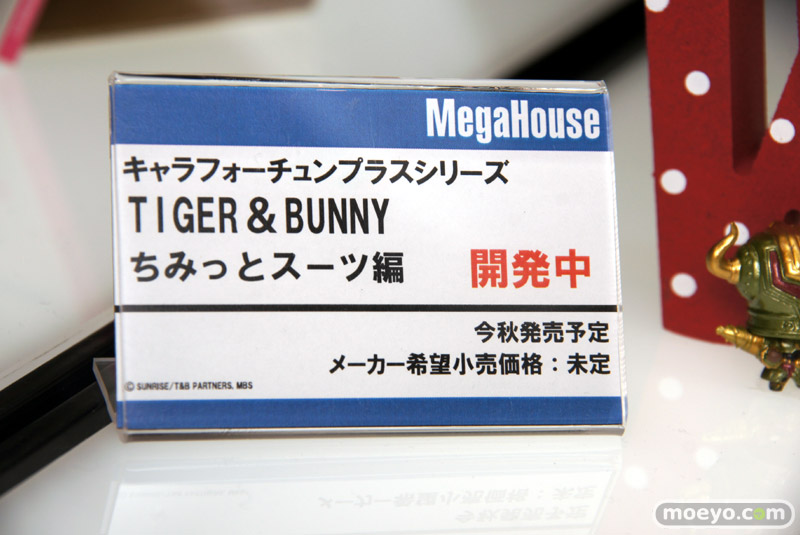 MegaHouse
キャラフォーチュンプラスシリーズ
TIGER & BUNNY
ちみっとスーツ編 開発中
今秋発売予定
メーカー希望小売価格：未定
© SUNRISE/T&B PARTNERS, MBS
moeyo.com